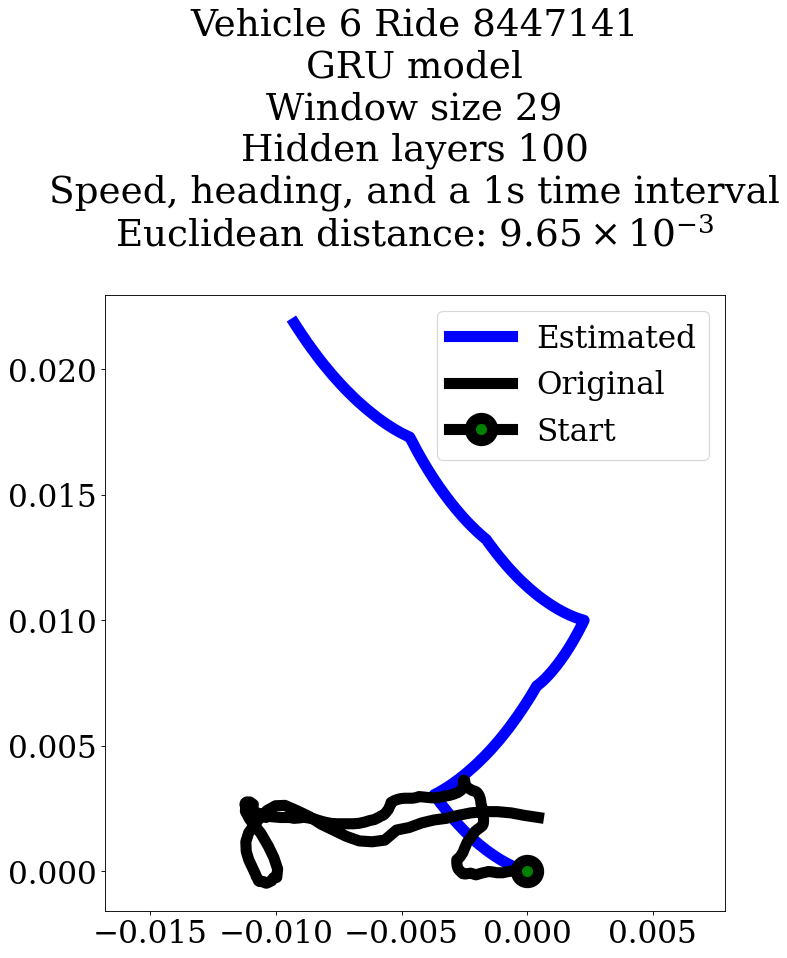 Vehicle 6 Ride 8447141
GRU model
Window size 29
Hidden layers 100
Speed, heading, and a 1s time interval
Euclidean distance: 9.65 × 10⁻³
Estimated
Original
Start
0.020
0.015
0.010
0.005
0.000
−0.015 −0.010 −0.005 0.000 0.005